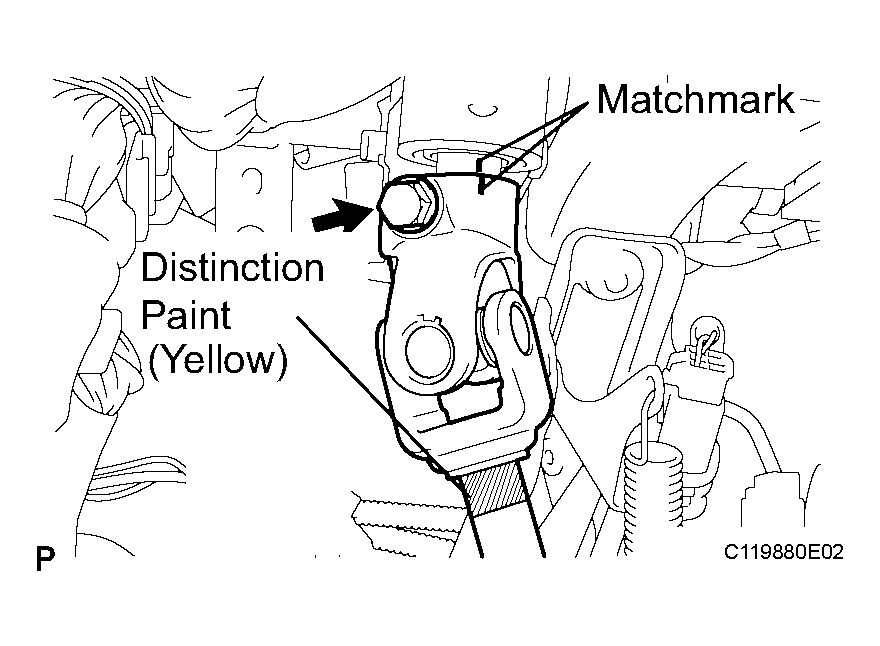 Matchmark
Distinction
Paint
(Yellow)
P
C119880E02